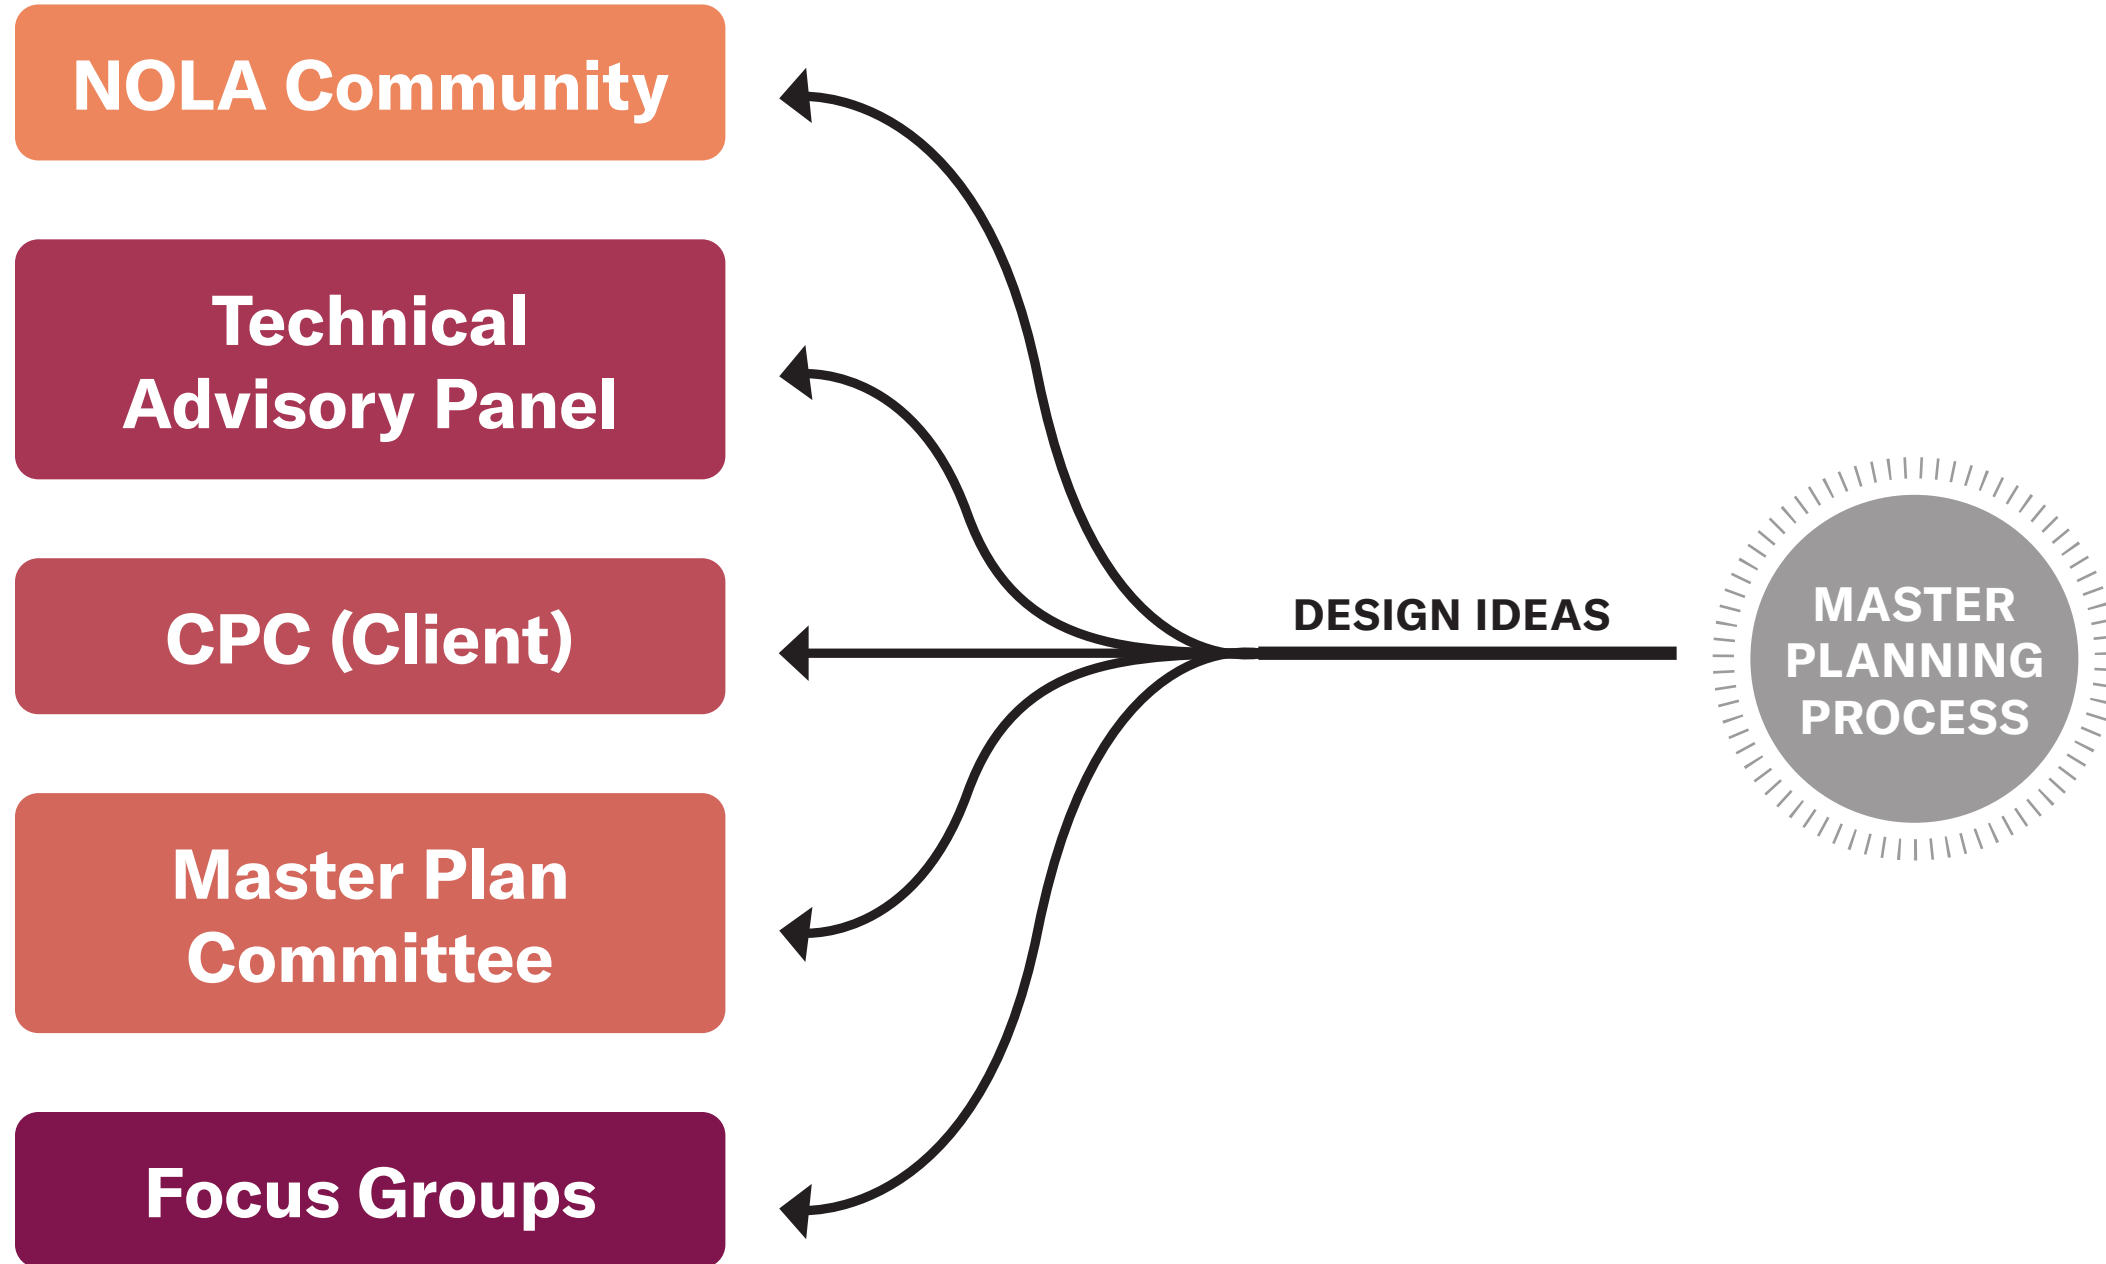 NOLA Community
Technical
Advisory Panel
CPC (Client)
Master Plan
Committee
Focus Groups
DESIGN IDEAS
MASTER
PLANNING
PROCESS